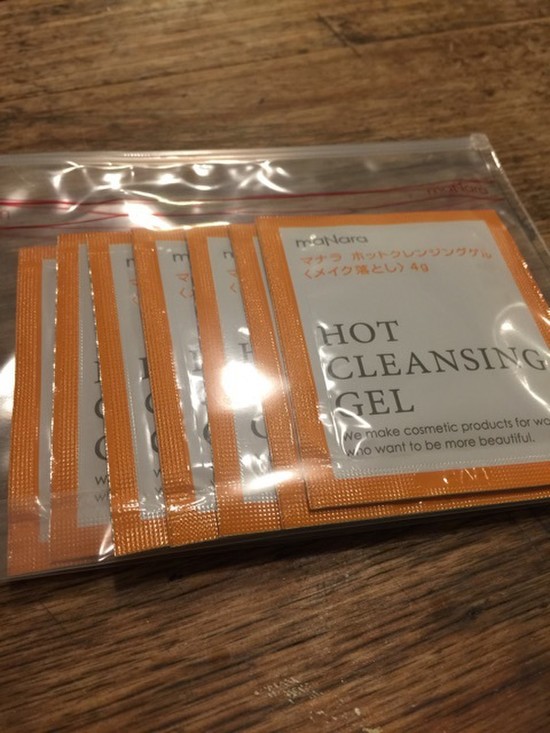 maNara
maNara
マナラ ホットクレンジングゲル
〈メイク落とし〉4g
HOT
CLEANSING
GEL
We make cosmetic products for wo
who want to be more beautiful.